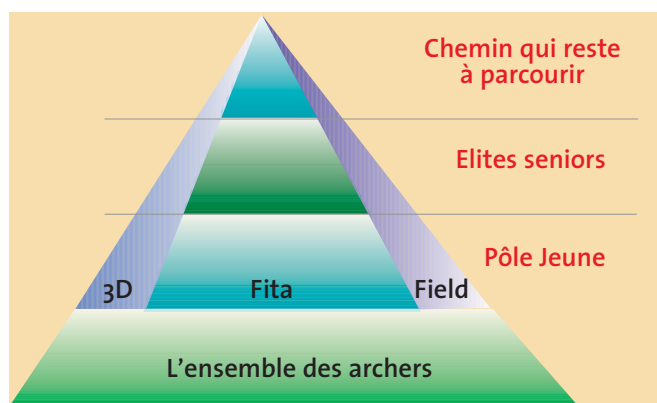 Chemin qui reste
à parcourir
Elites seniors
Pôle Jeune
3D Fita Field
L'ensemble des archers